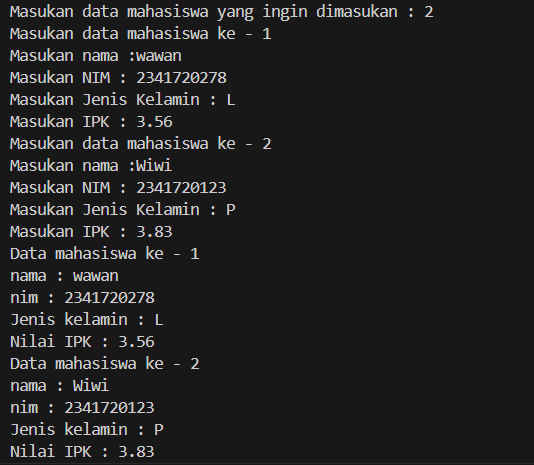 Masukan data mahasiswa yang ingin dimasukan : 2
Masukan data mahasiswa ke - 1
Masukan nama :wawan
Masukan NIM : 2341720278
Masukan Jenis Kelamin : L
Masukan IPK : 3.56
Masukan data mahasiswa ke - 2
Masukan nama :Wiwi
Masukan NIM : 2341720123
Masukan Jenis Kelamin : P
Masukan IPK : 3.83
Data mahasiswa ke - 1
nama : wawan
nim : 2341720278
Jenis kelamin : L
Nilai IPK : 3.56
Data mahasiswa ke - 2
nama : Wiwi
nim : 2341720123
Jenis kelamin : P
Nilai IPK : 3.83